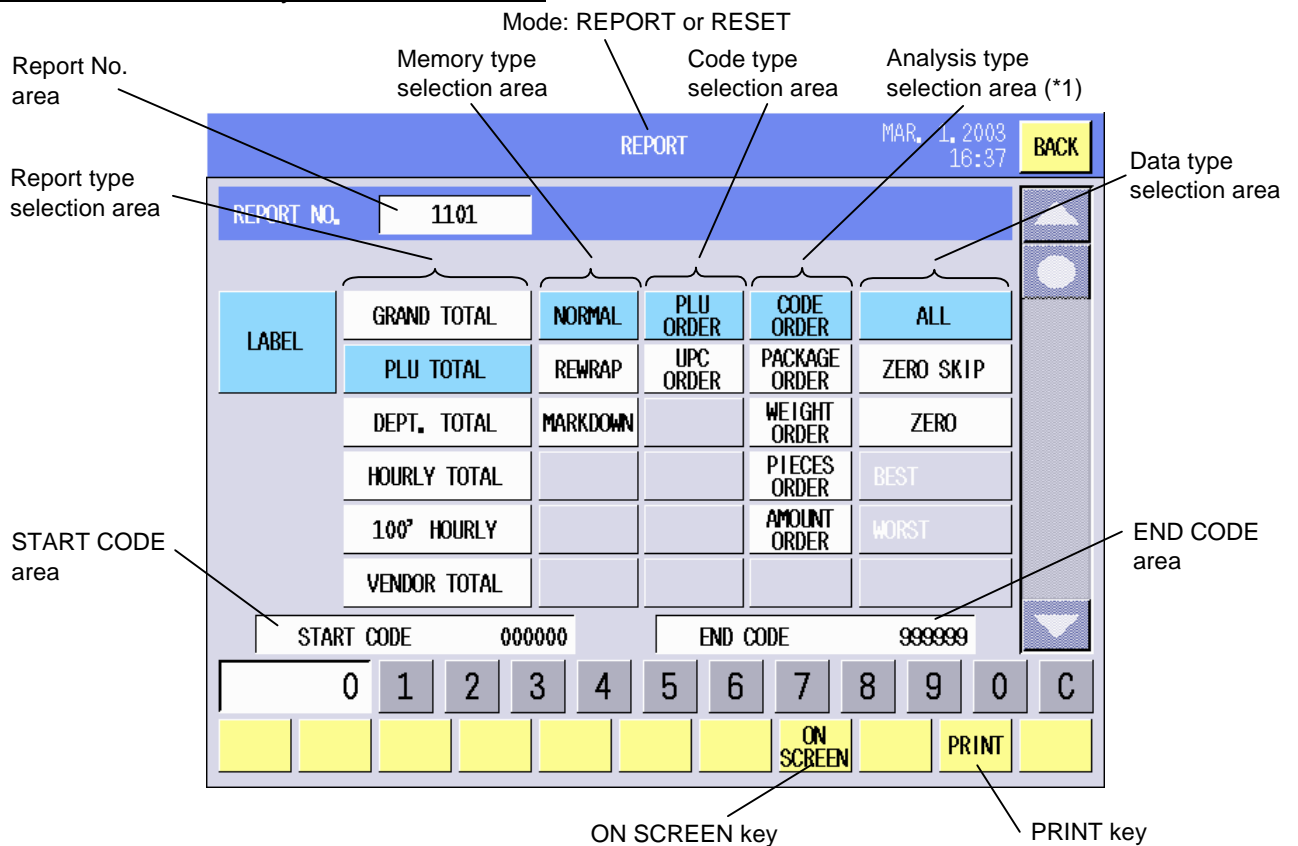 Mode: REPORT or RESET
Report No.
area
Memory type
selection area
Code type
selection area
Analysis type
selection area (*1)
Report type
selection area
Data type
selection area
REPORT
MAR. 1. 2003
16:37
BACK
REPORT NO.
1101
LABEL
GRAND TOTAL
NORMAL
PLU
ORDER
CODE
ORDER
ALL
PLU TOTAL
REWRAP
UPC
ORDER
PACKAGE
ORDER
ZERO SKIP
DEPT. TOTAL
MARKDOWN
WEIGHT
ORDER
ZERO
HOURLY TOTAL
PIECES
ORDER
BEST
100' HOURLY
AMOUNT
ORDER
WORST
VENDOR TOTAL
START CODE
area
END CODE
area
START CODE 000000
END CODE 999999
0 1 2 3 4 5 6 7 8 9 0 C
ON
SCREEN
PRINT
ON SCREEN key
PRINT key